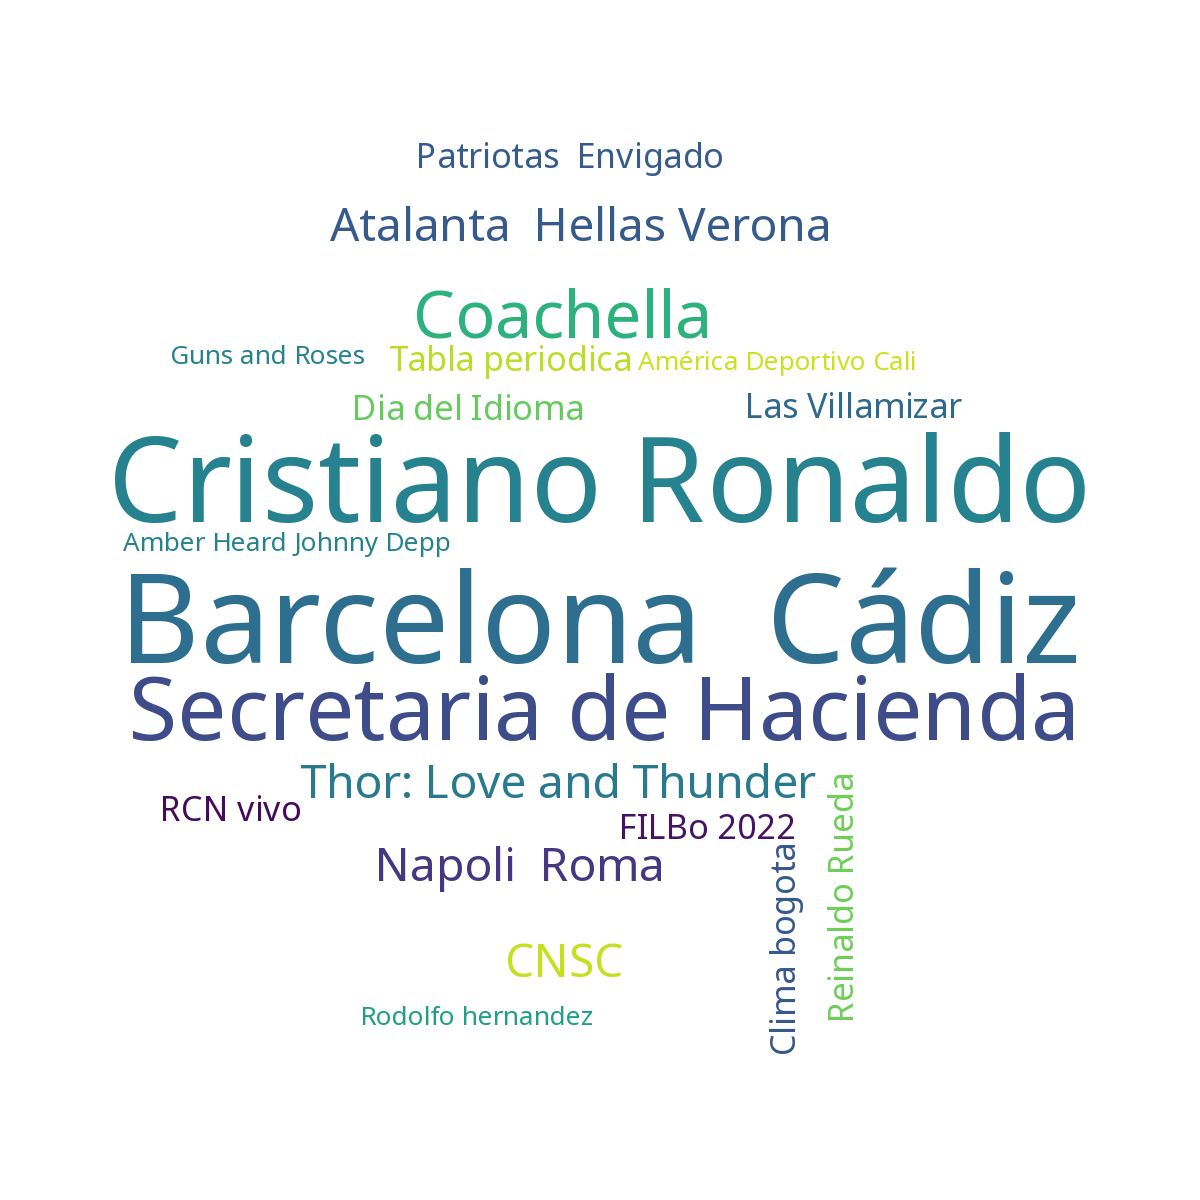 Patriotas Envigado
Atalanta Hellas Verona
Coachella
Guns and Roses
Tabla periodica
América Deportivo Cali
Dia del Idioma
Las Villamizar
Cristiano Ronaldo
Amber Heard Johnny Depp
Barcelona Cádiz
Secretaria de Hacienda
Thor: Love and Thunder
RCN vivo
FILBo 2022
Napoli Roma
Clima bogota
Reinaldo Rueda
CNSC
Rodolfo hernandez